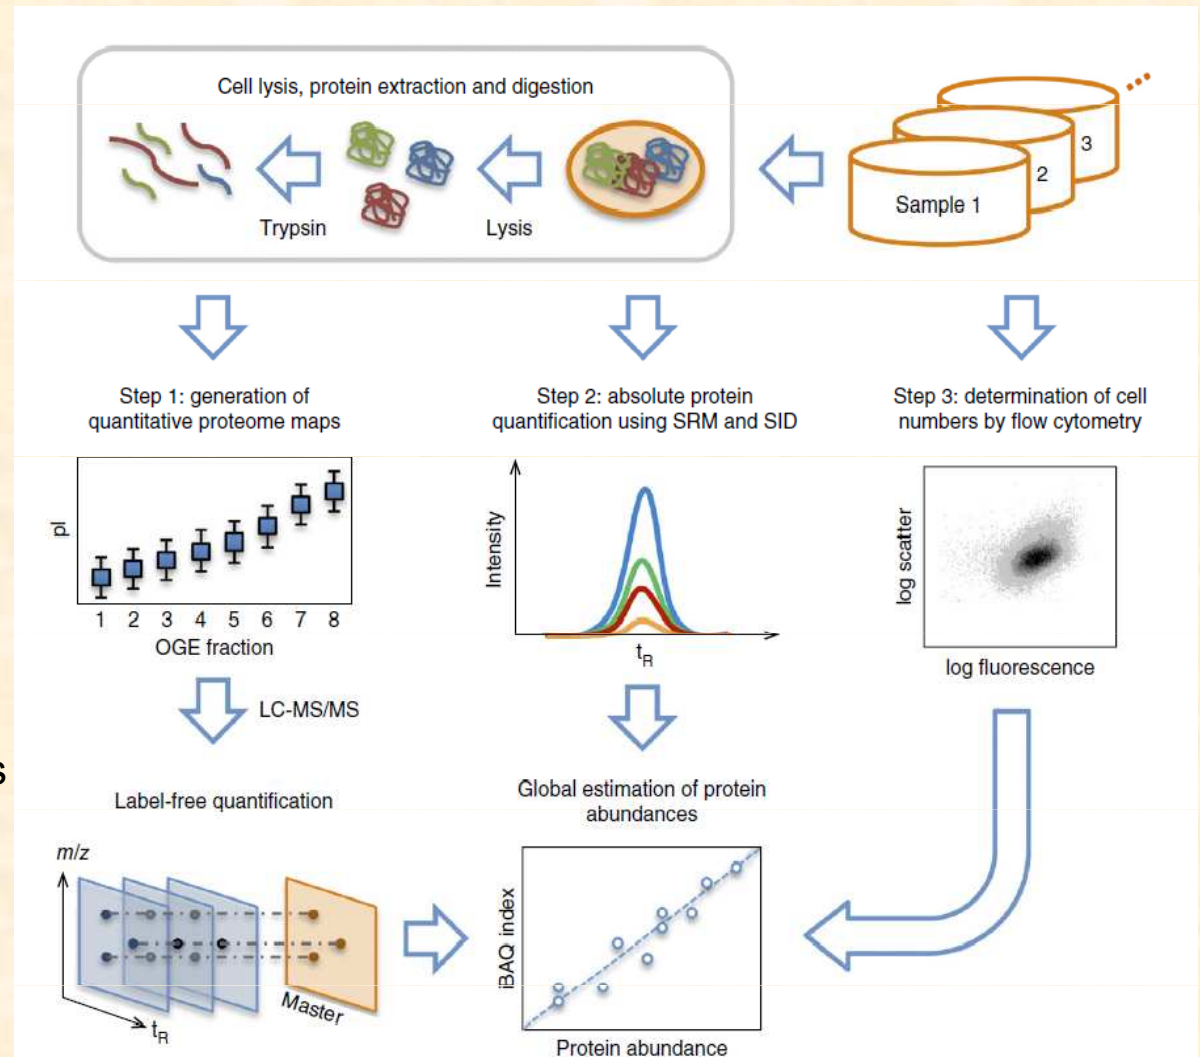 Cell lysis, protein extraction and digestion
Trypsin
Lysis
Sample 1
2
3
Step 1: generation of
quantitative proteome maps
Step 2: absolute protein
quantification using SRM and SID
Step 3: determination of cell
numbers by flow cytometry
pI
1 2 3 4 5 6 7 8
OGE fraction
Intensity
tR
log scatter
log fluorescence
LC-MS/MS
s
Label-free quantification
m/z
tR
Master
Global estimation of protein
abundances
iBAQ index
Protein abundance